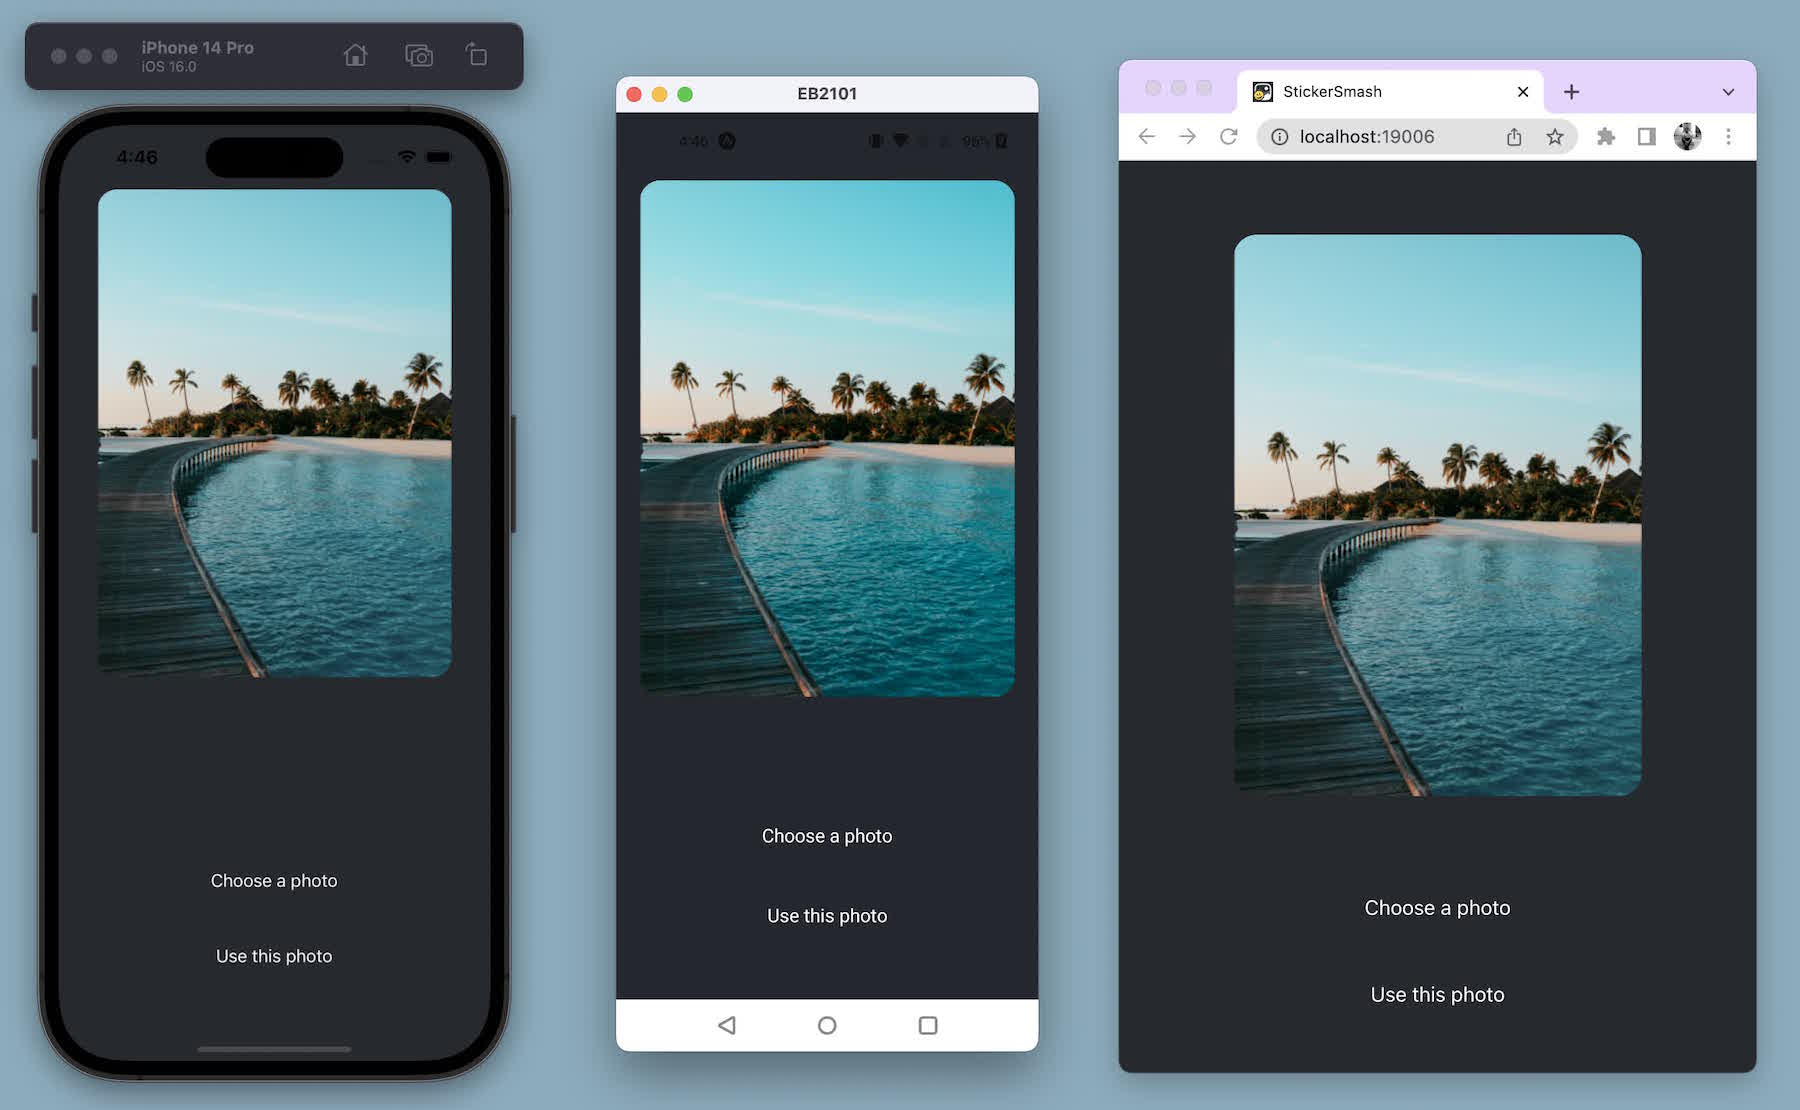 iPhone 14 Pro
iOS 16.0
4:46
Choose a photo
Use this photo
EB2101
4:46
95%
Choose a photo
Use this photo
StickerSmash
localhost:19006
Choose a photo
Use this photo